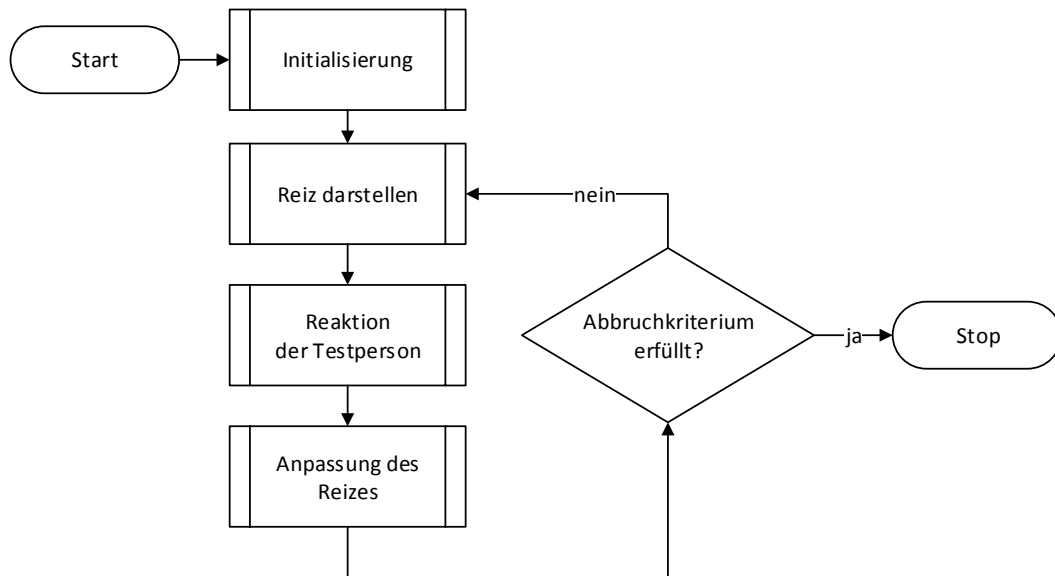 Start
Initialisierung
Reiz darstellen
nein
Reaktion
der Testperson
Abbruchkriterium
erfüllt?
ja
Stop
Anpassung des
Reizes